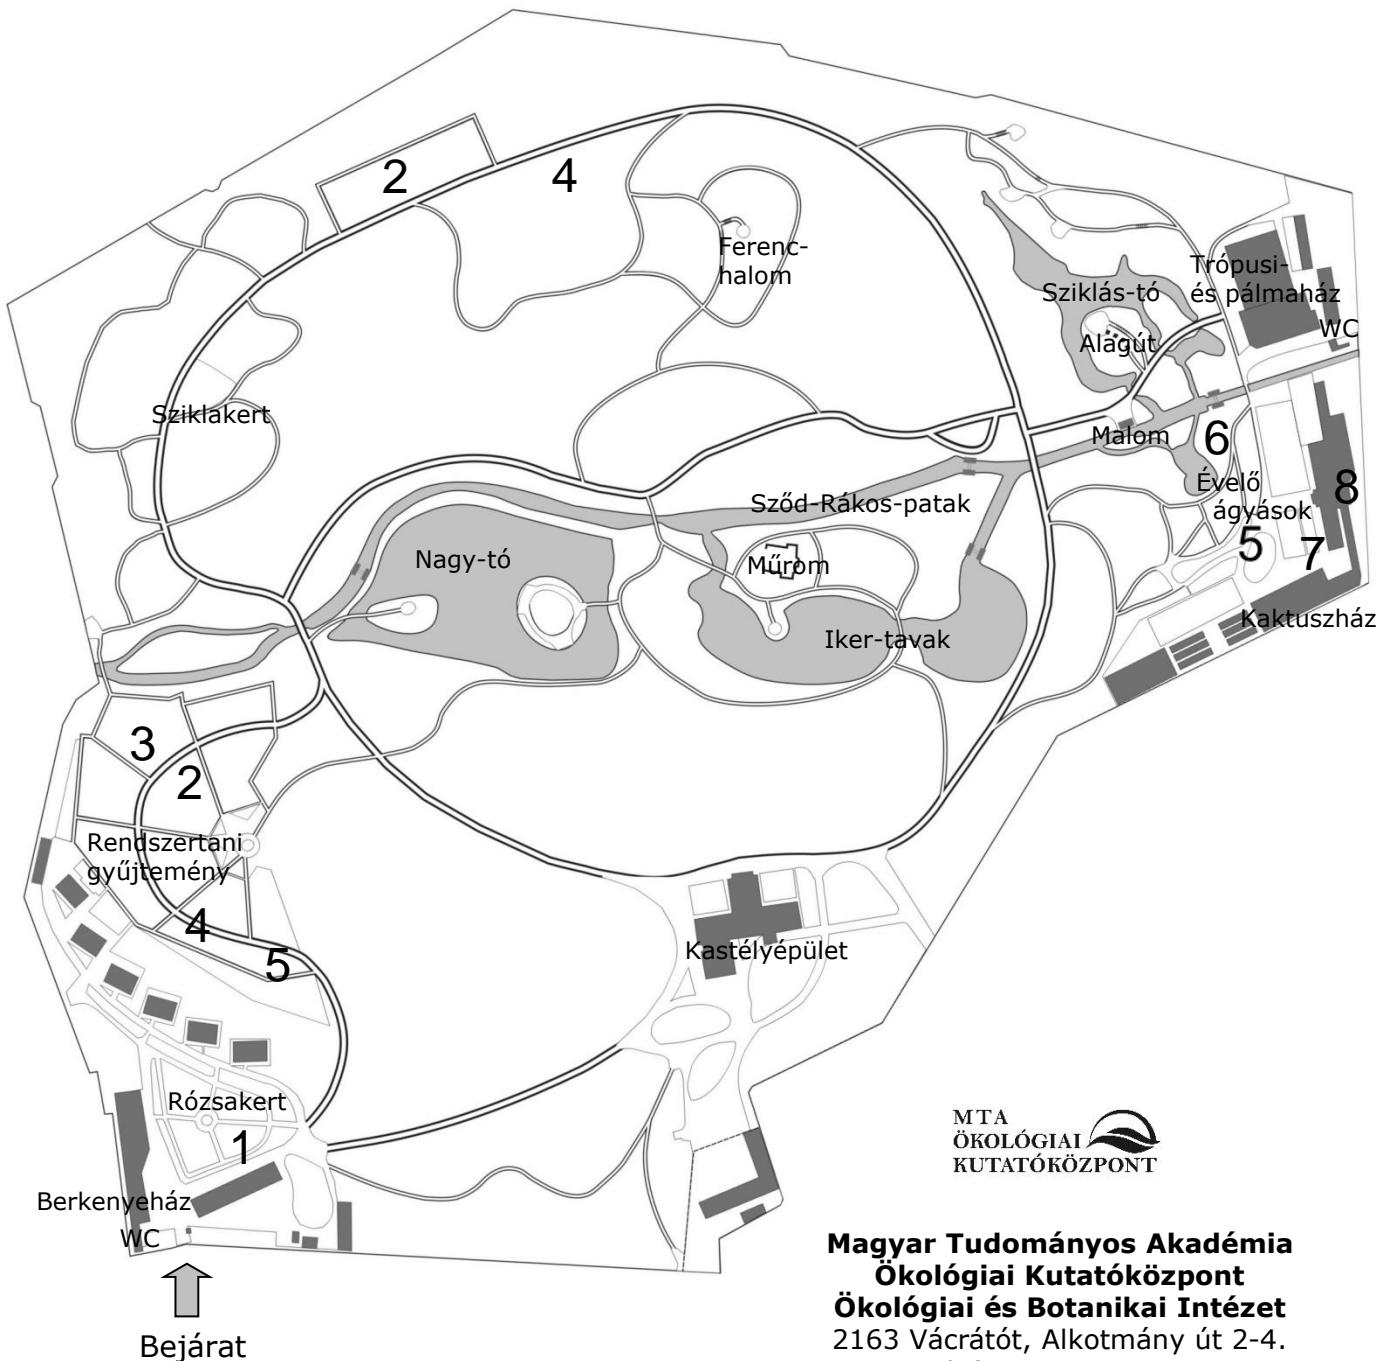 2
4
Ferenc-
halom
Trópusi-
és pálmaház
Sziklás-tó
WC
Alagút
Sziklakert
Malom
6
Évelő
ágyások
8
Sződ-Rákos-patak
5
7
Nagy-tó
Műrom
Kaktuszház
Iker-tavak
3
2
Rendszertani
gyűjtemény
4
5
Kastélyépület
Rózsakert
1
MTA
ÖKOLÓGIAI
KUTATÓKÖZPONT
Berkenyeház
WC
Bejárat
Magyar Tudományos Akadémia
Ökológiai Kutatóközpont
Ökológiai és Botanikai Intézet
2163 Vácrátót, Alkotmány út 2-4.